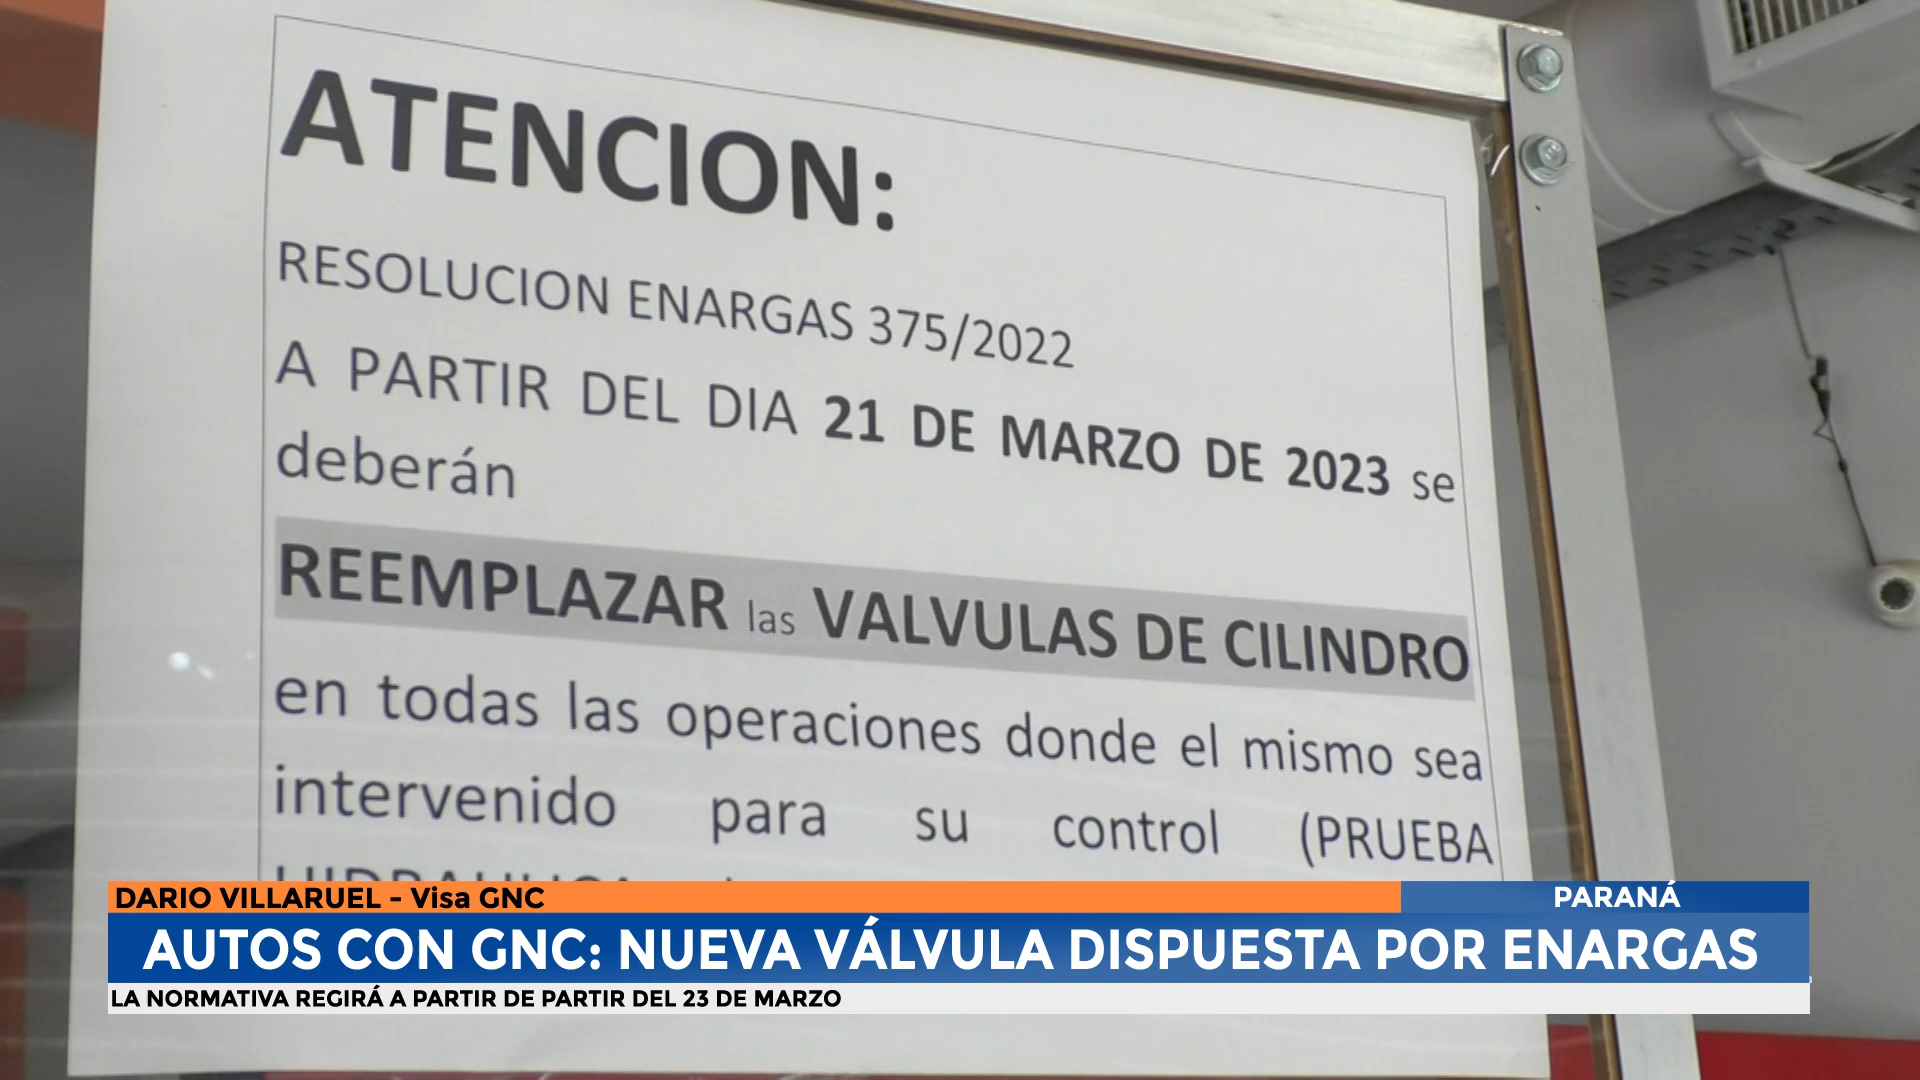 ATENCION:
RESOLUCION ENARGAS 375/2022
A PARTIR DEL DIA 21 DE MARZO DE 2023 se
deberán
REEMPLAZAR las VALVULAS DE CILINDRO
en todas las operaciones donde el mismo sea
intervenido para su control (PRUEBA
DARIO VILLARUEL - Visa GNC
PARANÁ
AUTOS CON GNC: NUEVA VÁLVULA DISPUESTA POR ENARGAS
LA NORMATIVA REGIRÁ A PARTIR DE PARTIR DEL 23 DE MARZO